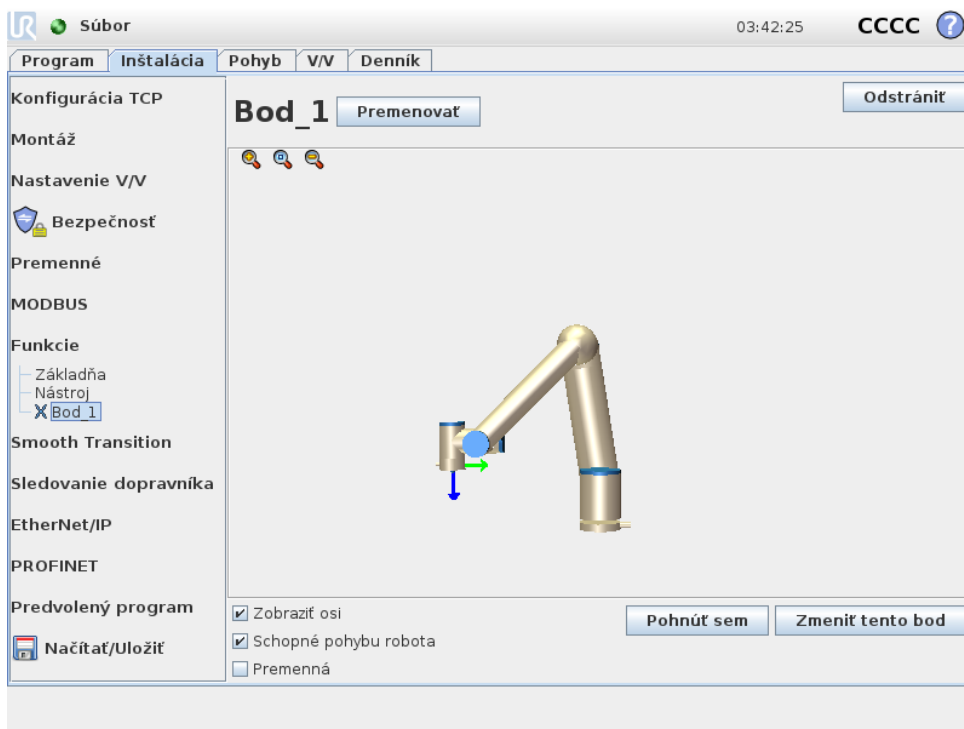 UR Súbor 03:42:25 CCCC ?
Program Inštalácia Pohyb V/V Denník
Konfigurácia TCP
Montáž
Nastavenie V/V
Bezpečnosť
Premenné
MODBUS
Funkcie
Základňa
Nástroj
Bod_1
Smooth Transition
Sledovanie dopravníka
EtherNet/IP
PROFINET
Predvolený program
Načítať/Uložiť
Bod_1 Premenovať Odstrániť
Zobraziť osi
Schopné pohybu robota
Premenná
Pohnúť sem Zmeniť tento bod